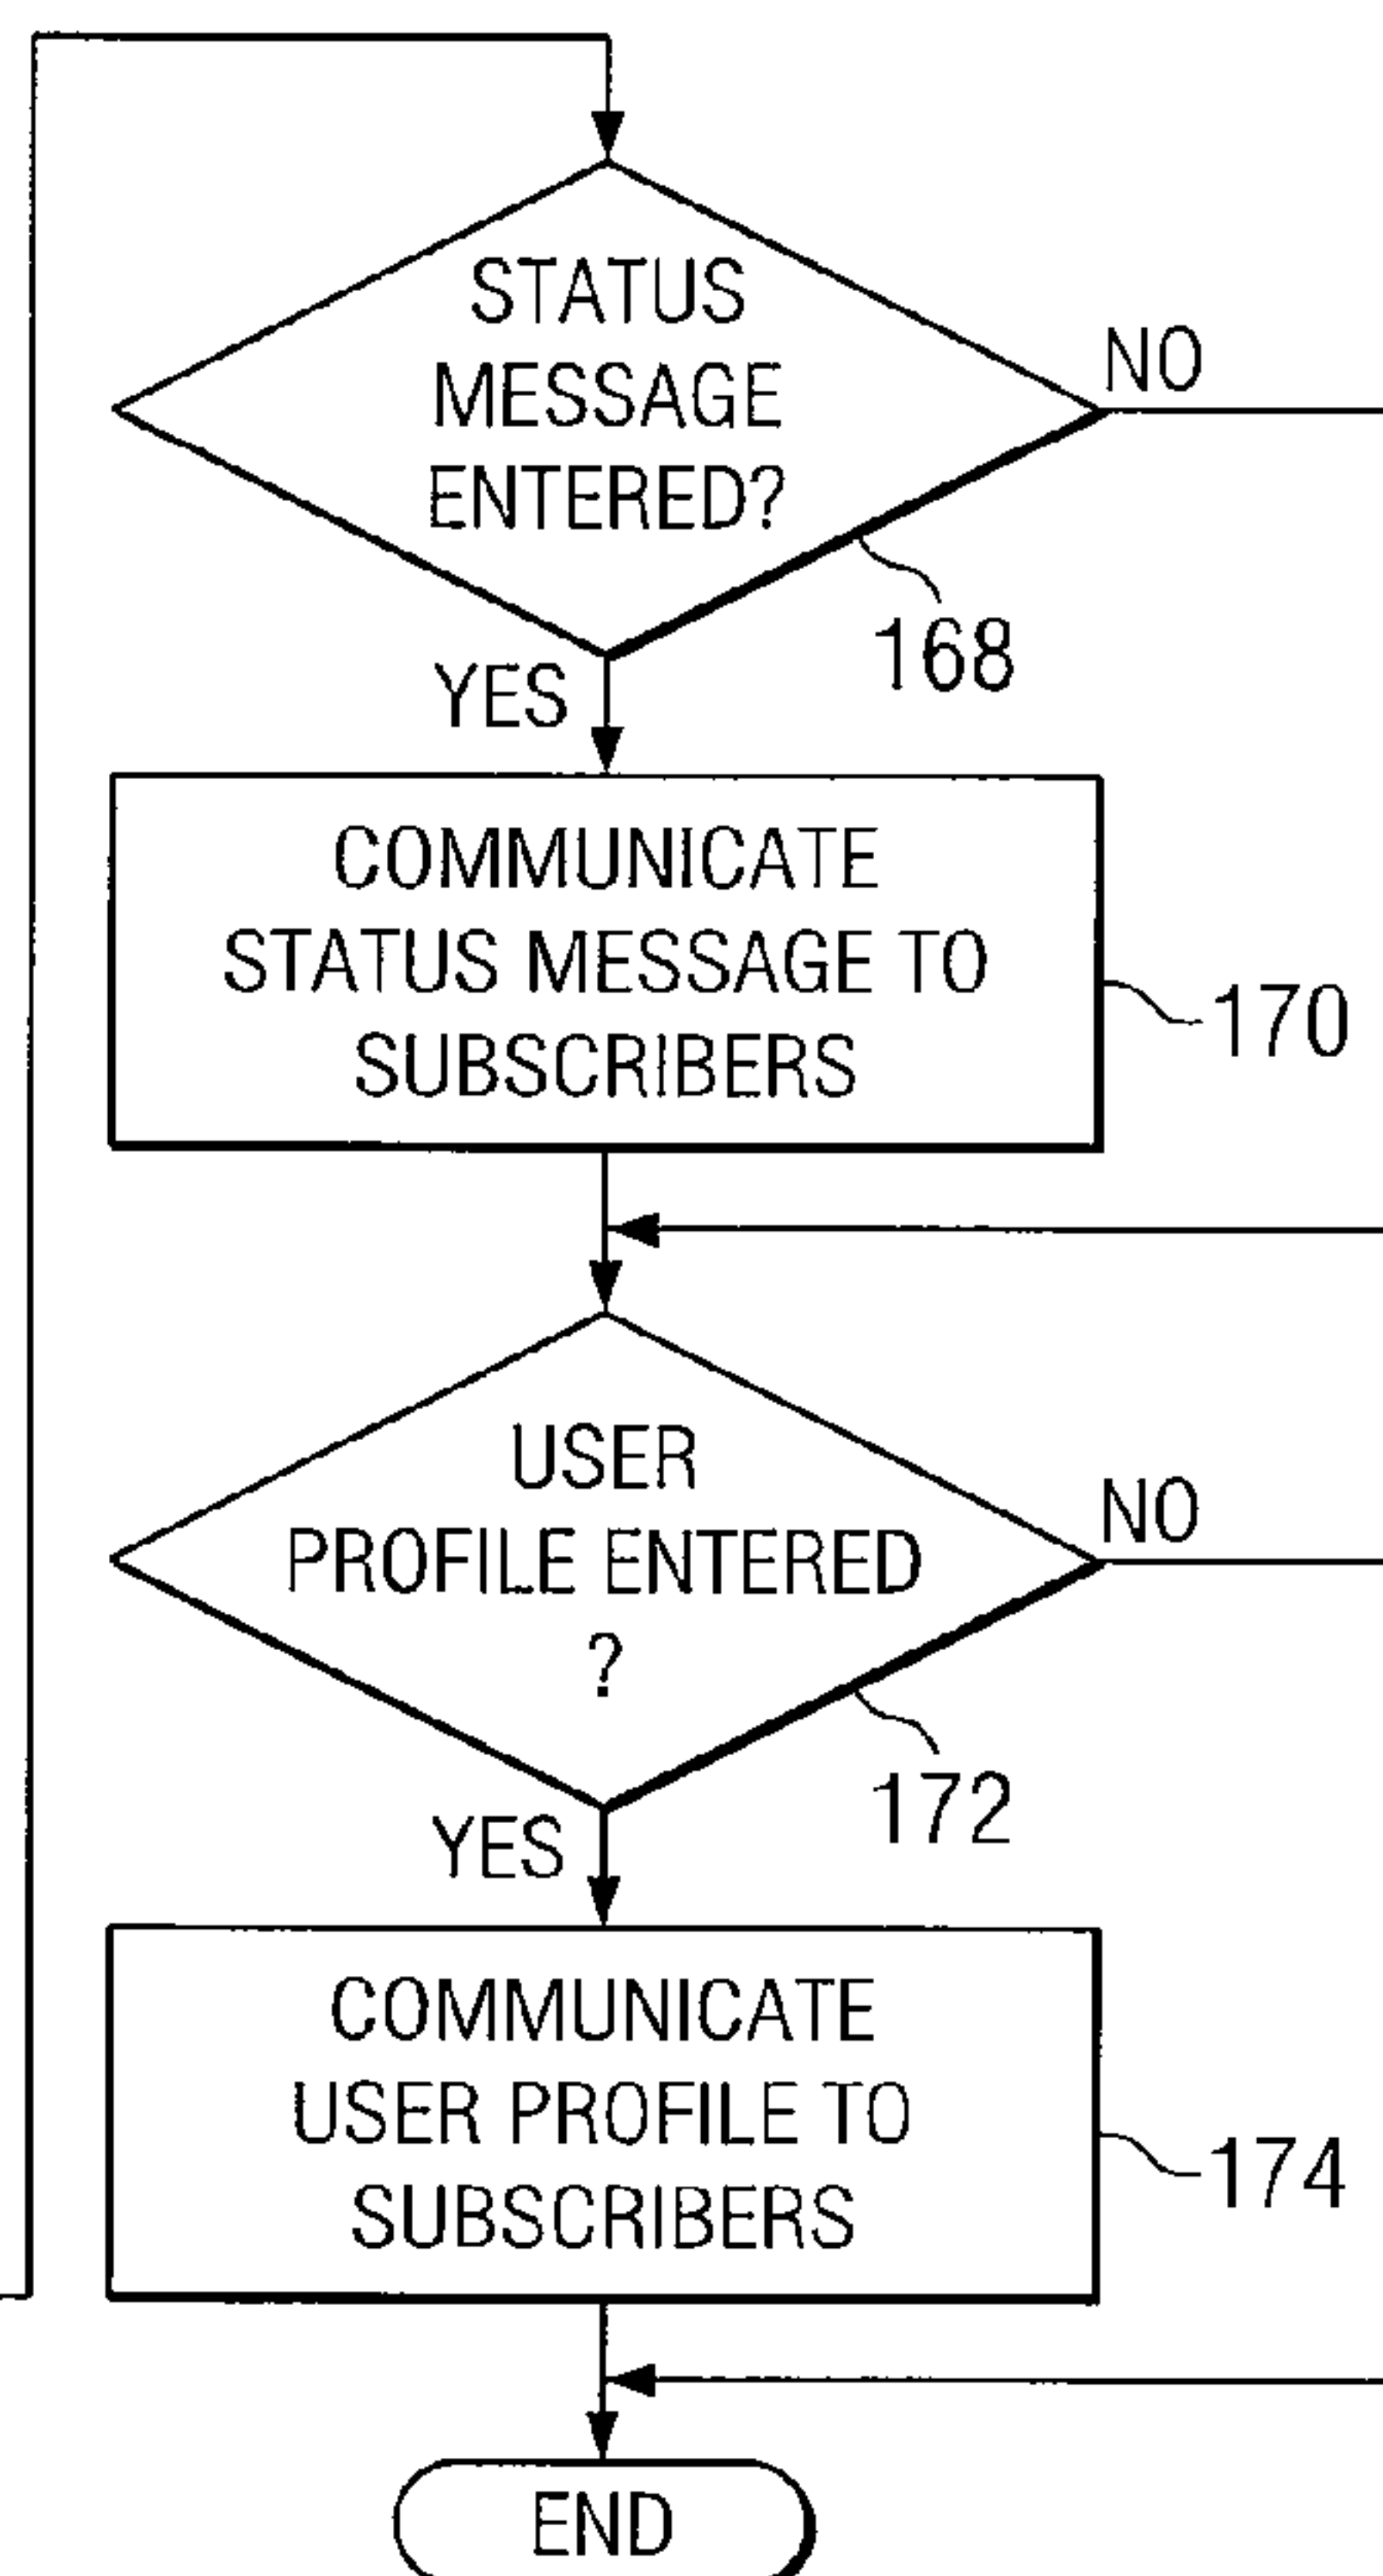 STATUS
MESSAGE
ENTERED?
NO
168
YES
COMMUNICATE
STATUS MESSAGE TO
SUBSCRIBERS
170
USER
PROFILE ENTERED
?
NO
172
YES
COMMUNICATE
USER PROFILE TO
SUBSCRIBERS
174
END